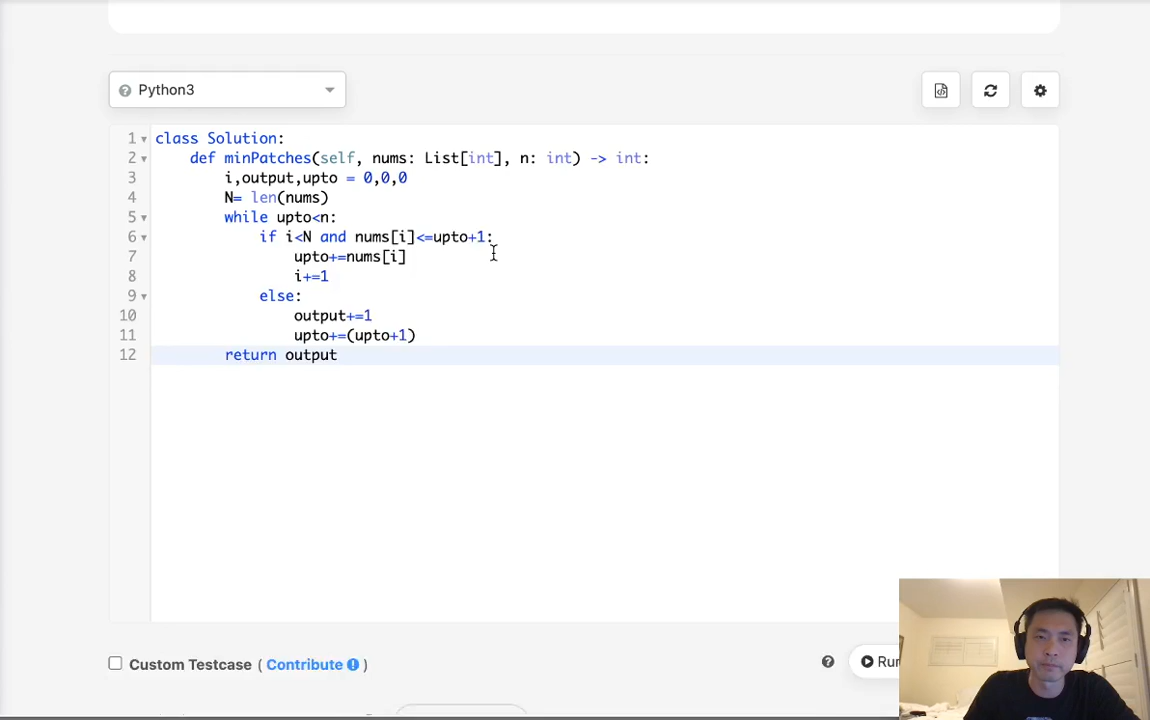 Python3
1 class Solution:
2 def minPatches(self, nums: List[int], n: int) -> int:
3 i,output,upto = 0,0,0
4 N= len(nums)
5 while upto<n:
6 if i<N and nums[i]<=upto+1:
7 upto+=nums[i]
8 i+=1
9 else:
10 output+=1
11 upto+=(upto+1)
12 return output
Custom Testcase ( Contribute )